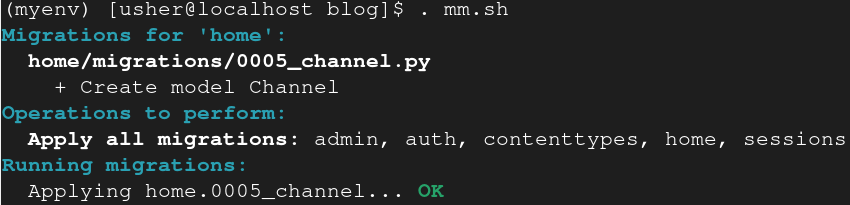 (myenv) [usher@localhost blog]$ . mm.sh
Migrations for 'home':
  home/migrations/0005_channel.py
    + Create model Channel
Operations to perform:
  Apply all migrations: admin, auth, contenttypes, home, sessions
Running migrations:
  Applying home.0005_channel... OK